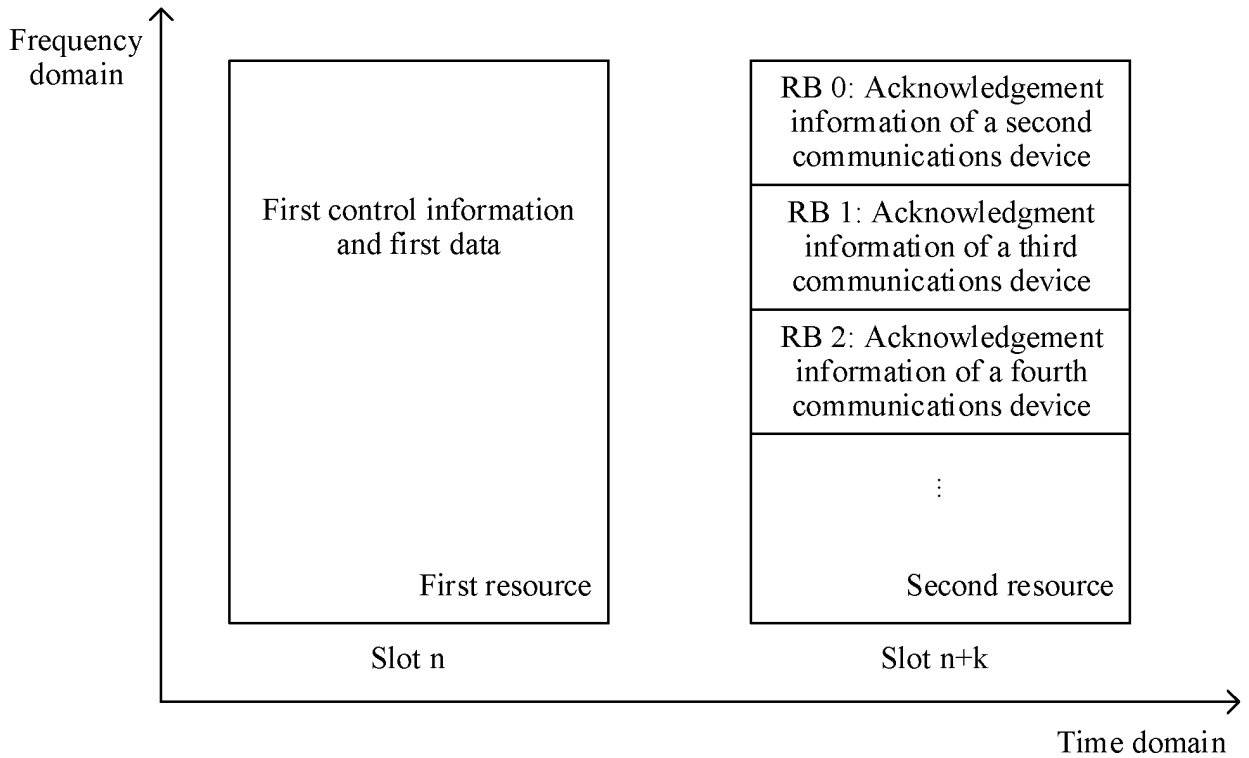 Frequency
domain
First control information
and first data
First resource
Slot n
RB 0: Acknowledgement
information of a second
communications device
RB 1: Acknowledgment
information of a third
communications device
RB 2: Acknowledgement
information of a fourth
communications device
⋮
Second resource
Slot n+k
Time domain